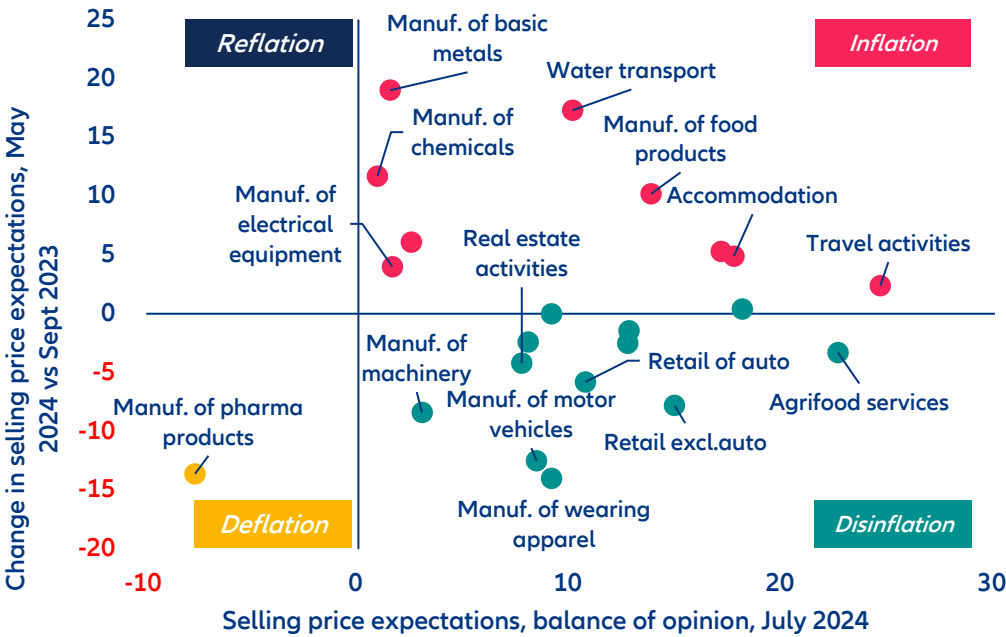 25
20
15
10
5
0
-5
-10
-15
-20
Change in selling price expectations, May
2024 vs Sept 2023
Reflation
Inflation
Manuf. of basic
metals
Water transport
Manuf. of
chemicals
Manuf. of food
products
Manuf. of
electrical
equipment
Accommodation
Real estate
activities
Travel activities
Manuf. of
machinery
Retail of auto
Manuf. of pharma
products
Manuf. of motor
vehicles
Agrifood services
Retail excl.auto
Manuf. of wearing
apparel
Deflation
Disinflation
-10
0
10
20
30
Selling price expectations, balance of opinion, July 2024